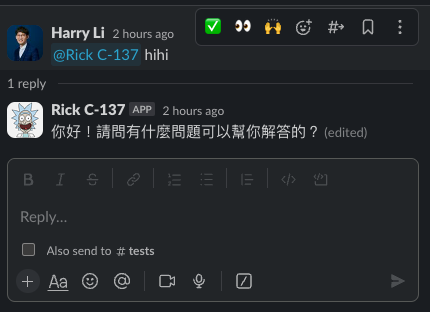 Harry Li 2 hours ago
@Rick C-137 hihi
1 reply
Rick C-137 APP 2 hours ago
你好！請問有什麼問題可以幫你解答的？ (edited)
B I S
Reply...
Also send to # tests
Aa